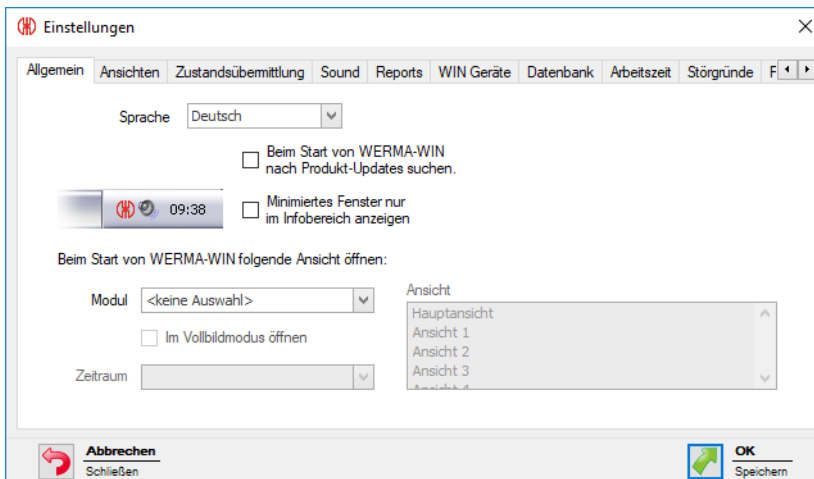 Einstellungen
Allgemein Ansichten Zustandsübermittlung Sound Reports WIN Geräte Datenbank Arbeitszeit Störgründe F
Sprache Deutsch
Beim Start von WERMA-WIN
nach Produkt-Updates suchen.
09:38
Minimiertes Fenster nur
im Infobereich anzeigen
Beim Start von WERMA-WIN folgende Ansicht öffnen:
Modul <keine Auswahl>
Im Vollbildmodus öffnen
Zeitraum
Ansicht
Hauptansicht
Ansicht 1
Ansicht 2
Ansicht 3
Ansicht 4
Abbrechen
Schließen
OK
Speichern